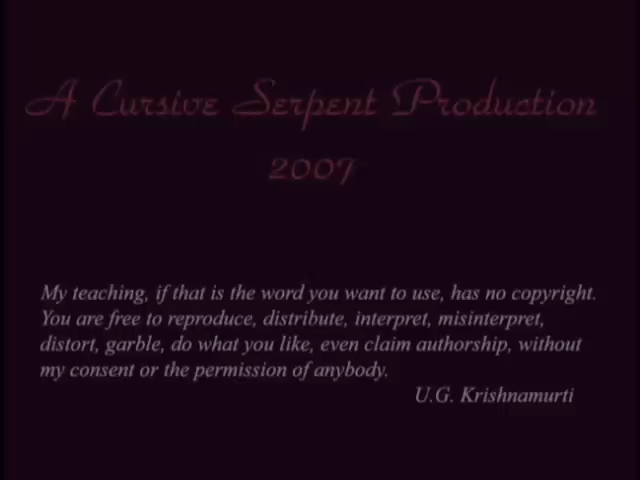 A Cursive Serpent Production
2007
My teaching, if that is the word you want to use, has no copyright.
You are free to reproduce, distribute, interpret, misinterpret,
distort, garble, do what you like, even claim authorship, without
my consent or the permission of anybody.
U.G. Krishnamurti